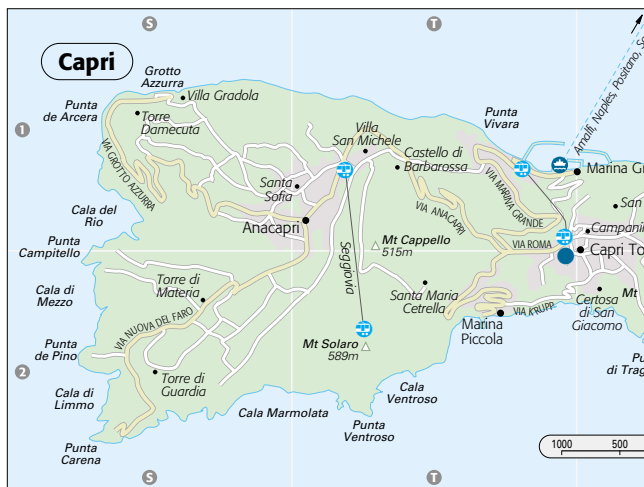 S
T
Capri
Amalfi, Naples, Positano, So
Grotto
Azzurra
Villa Gradola
Punta
de Arcera
Torre
Damecuta
Punta
Vivara
1
Villa
San Michele
Castello di
Barbarossa
Marina G
VIA GROTTO AZZURRA
Santa
Sofia
VIA MARINA GRANDE
San
VIA ANACAPRI
Cala del
Rio
Anacapri
Campani
Punta
Campitello
Seggiovia
Mt Cappello
515m
VIA ROMA
Capri To
Cala di
Mezzo
Torre di
Materia
Santa Maria
Cetrella
Certosa
di San
Giacomo
Mt
VIA NUOVA DEL FARO
Marina
Piccola
VIA KRUPP
Punta
de Pino
Mt Solaro
589m
Pu
di Trag
2
Torre di
Guardia
Cala di
Limmo
Cala
Ventroso
Cala Marmolata
Punta
Ventroso
Punta
Carena
1000
500
S
T